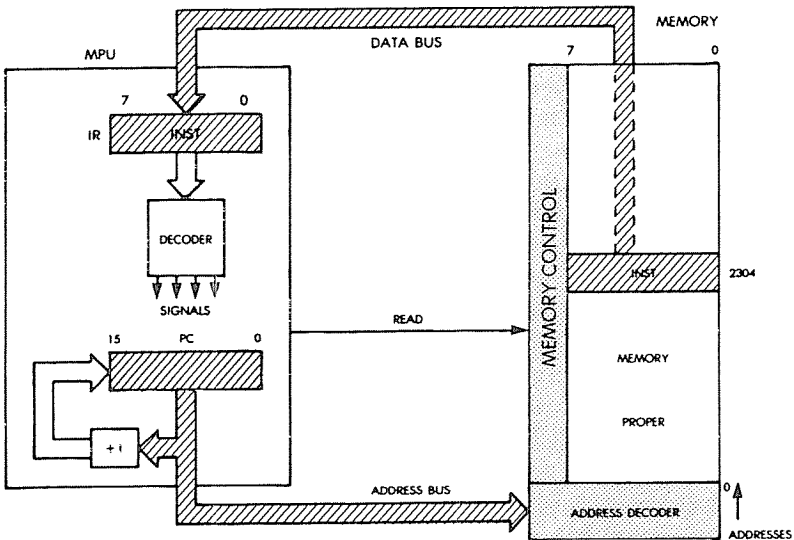 MEMORY
DATA BUS
MPU
7 0
7 0
IR INST
DECODER
SIGNALS
MEMORY CONTROL
INST 2304
READ
15 PC 0
MEMORY
PROPER
+ i
ADDRESS BUS
0
ADDRESS DECODER
ADDRESSES